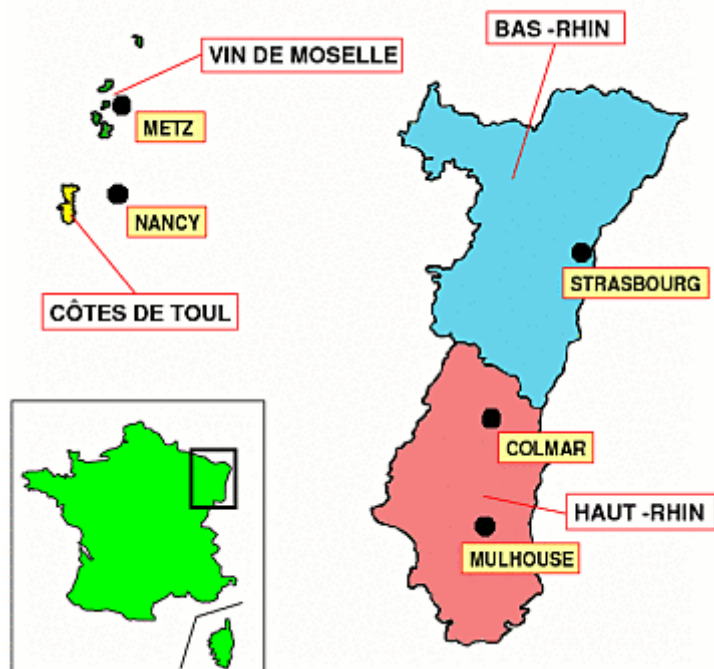 BAS -RHIN
VIN DE MOSELLE
METZ
NANCY
STRASBOURG
CÔTES DE TOUL
COLMAR
HAUT -RHIN
MULHOUSE